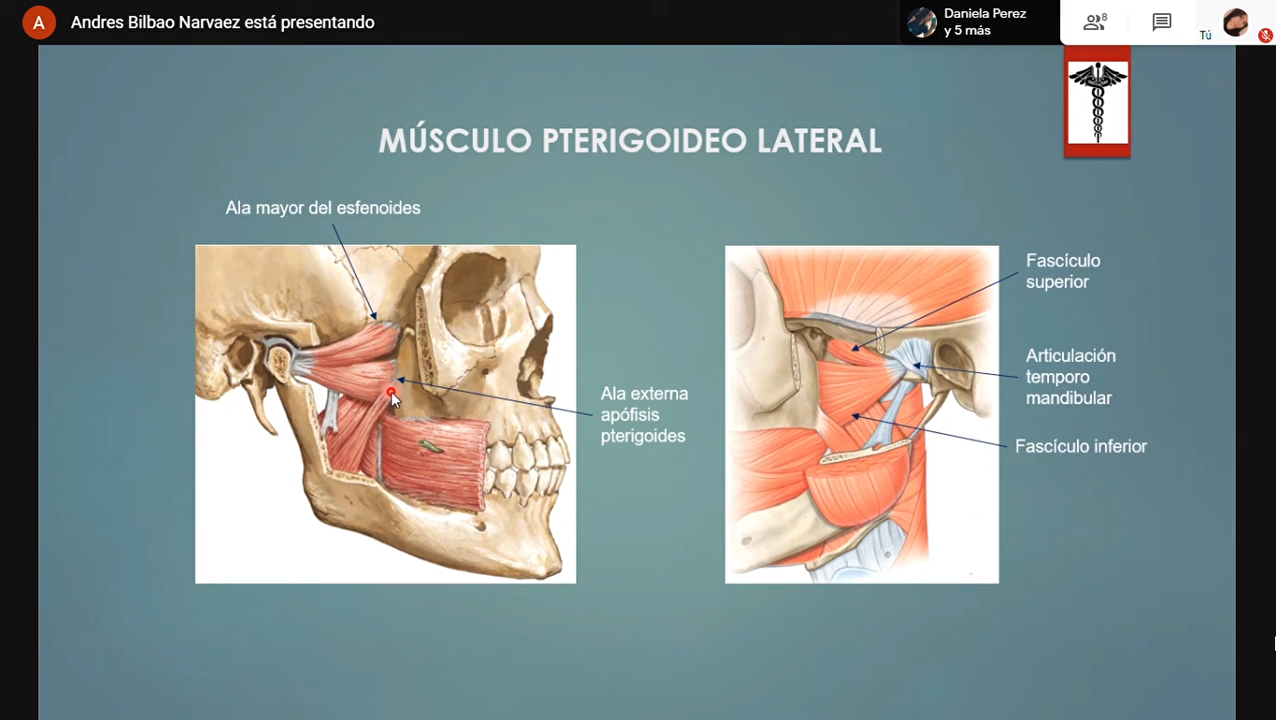 A
Andres Bilbao Narvaez está presentando
Daniela Perez
y 5 más
8
Tú
MÚSCULO PTERIGOIDEO LATERAL
Ala mayor del esfenoides
Ala externa
apófisis
pterigoides
Fascículo
superior
Articulación
temporo
mandibular
Fascículo inferior